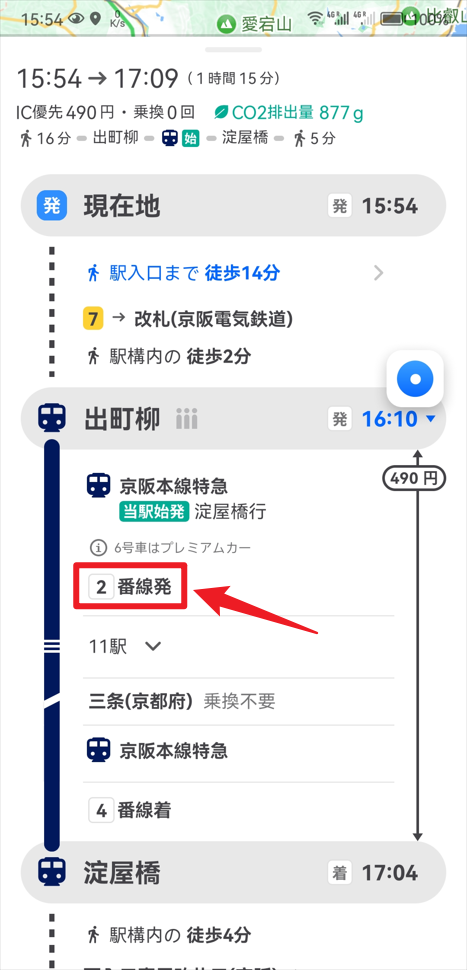 15:54 0 K/s 愛宕山 4G 4G 100% 比叡山
15:54 → 17:09 (1時間15分)
IC優先490円・乗換0回 CO2排出量 877g
16分 出町柳 始 淀屋橋 5分
発 現在地 発 15:54
駅入口まで 徒歩14分
7 → 改札(京阪電気鉄道)
駅構内の 徒歩2分
出町柳 発 16:10
490 円
京阪本線特急
当駅始発 淀屋橋行
6号車はプレミアムカー
2 番線発
11駅
三条(京都府) 乗換不要
京阪本線特急
4 番線着
淀屋橋 着 17:04
駅構内の 徒歩4分